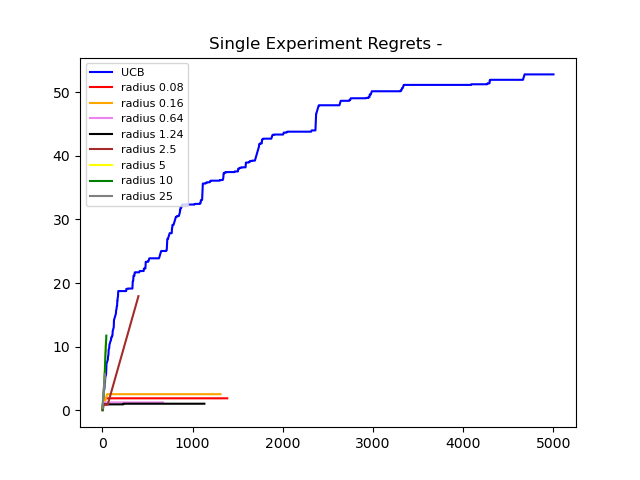 Single Experiment Regrets -
50
40
30
20
10
0
UCB
radius 0.08
radius 0.16
radius 0.64
radius 1.24
radius 2.5
radius 5
radius 10
radius 25
0 1000 2000 3000 4000 5000